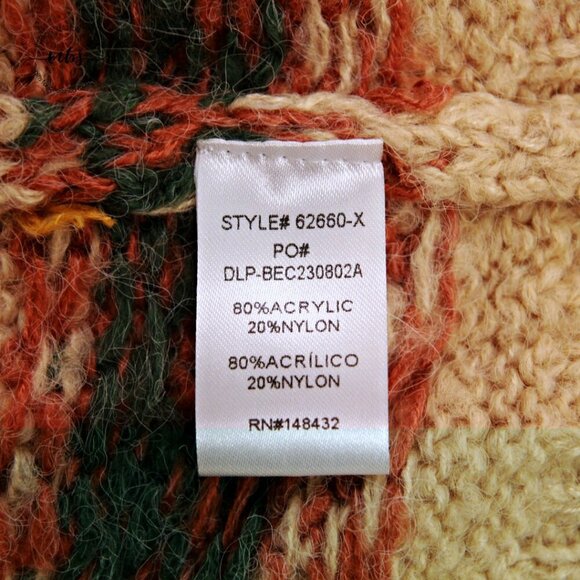 STYLE# 62660-X
PO#
DLP-BEC230802A
80%ACRYLIC
20%NYLON
80%ACRÍLICO
20%NYLON
RN#148432